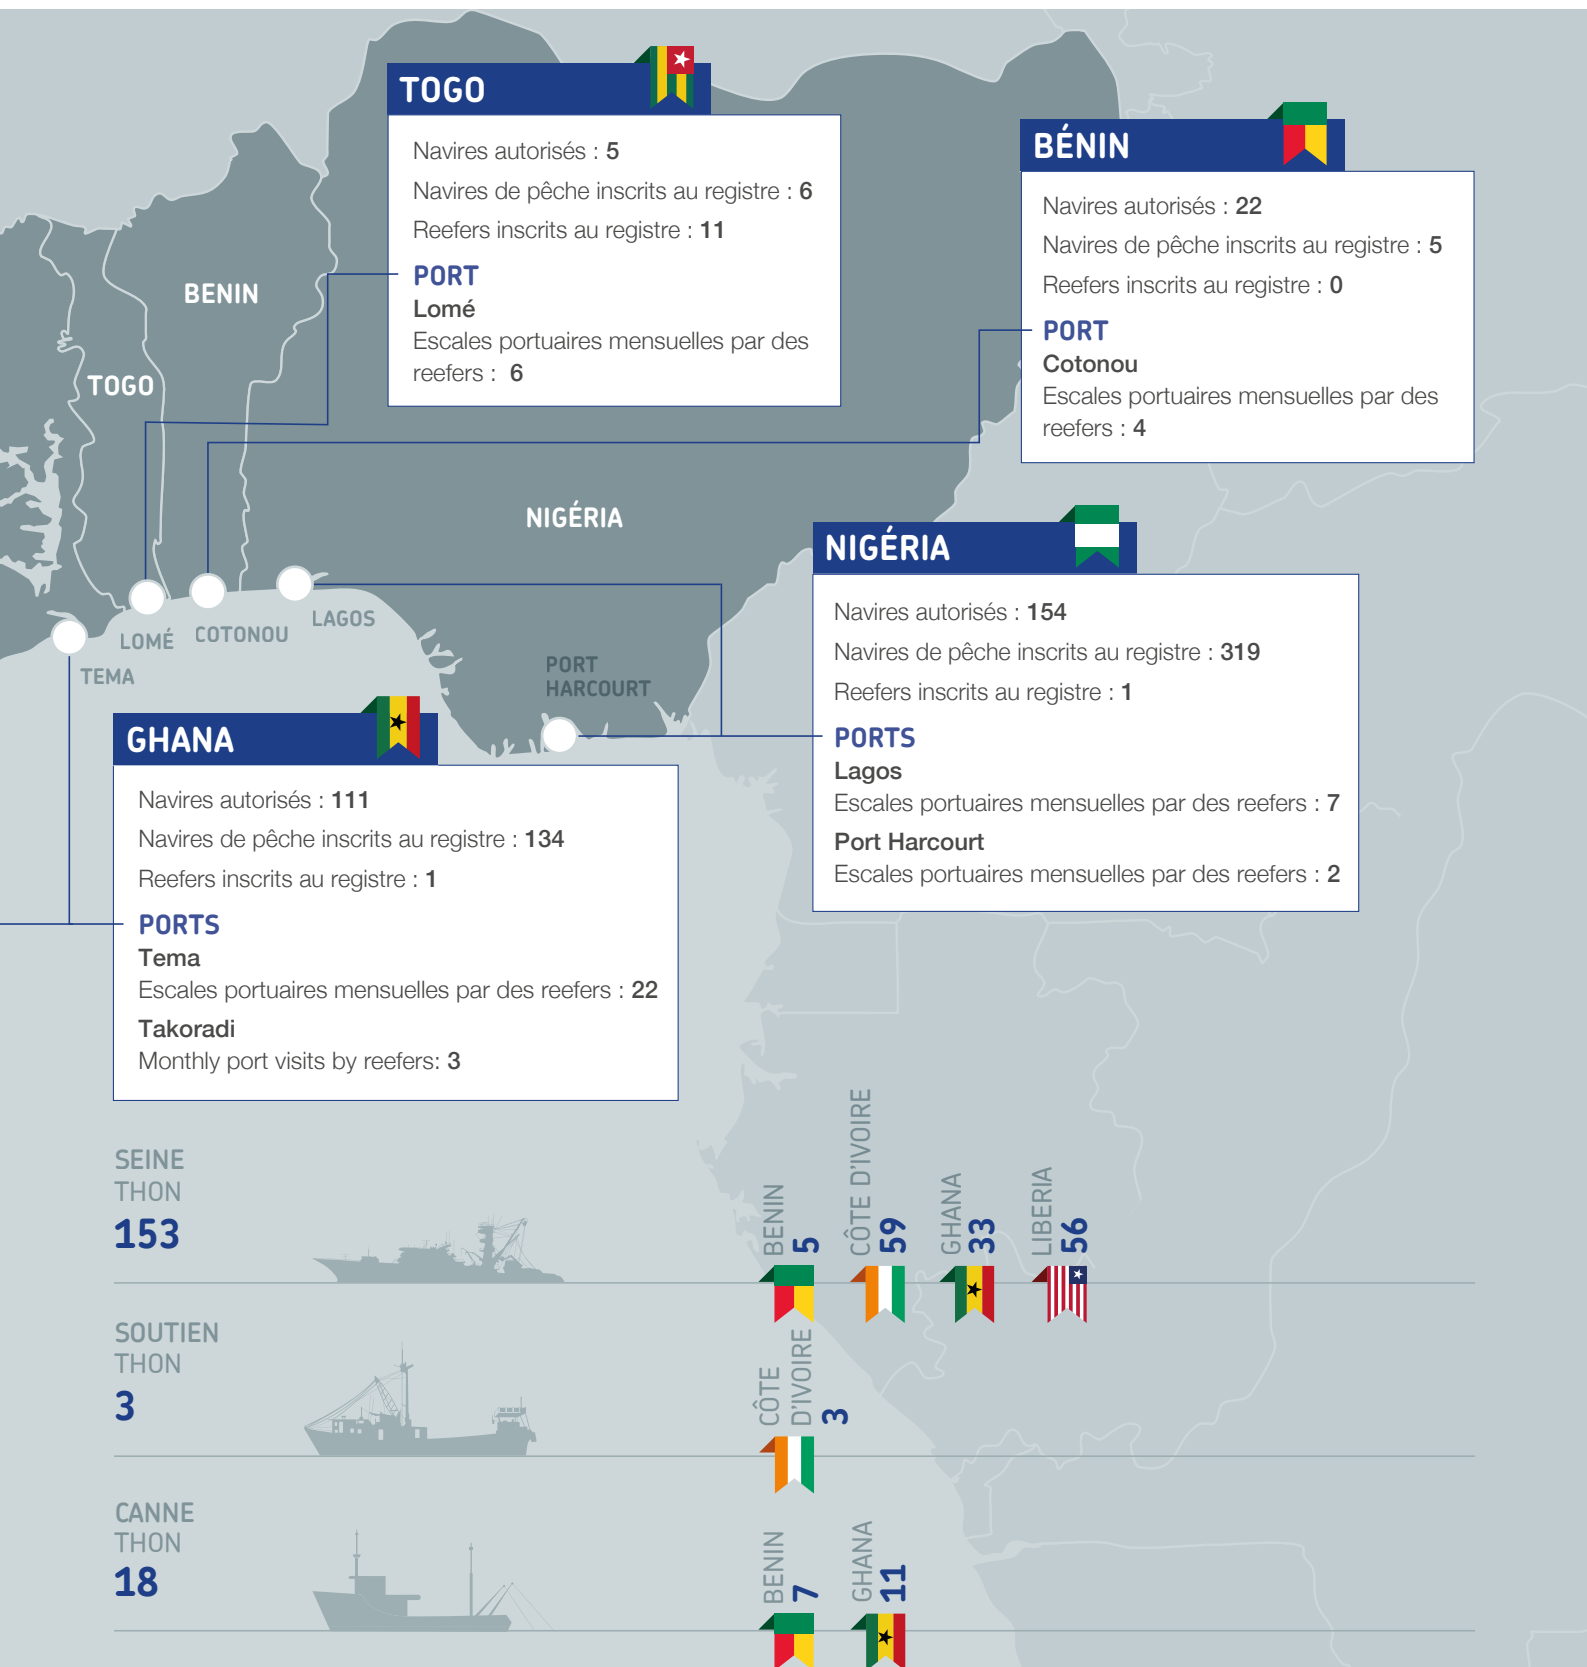 TOGO
Navires autorisés : 5
Navires de pêche inscrits au registre : 6
Reefers inscrits au registre : 11
PORT
Lomé
Escales portuaires mensuelles par des
reefers : 6
BÉNIN
Navires autorisés : 22
Navires de pêche inscrits au registre : 5
Reefers inscrits au registre : 0
PORT
Cotonou
Escales portuaires mensuelles par des
reefers : 4
BENIN
TOGO
NIGÉRIA
LAGOS
COTONOU
LOMÉ
TEMA
PORT
HARCOURT
NIGÉRIA
Navires autorisés : 154
Navires de pêche inscrits au registre : 319
Reefers inscrits au registre : 1
PORTS
Lagos
Escales portuaires mensuelles par des reefers : 7
Port Harcourt
Escales portuaires mensuelles par des reefers : 2
GHANA
Navires autorisés : 111
Navires de pêche inscrits au registre : 134
Reefers inscrits au registre : 1
PORTS
Tema
Escales portuaires mensuelles par des reefers : 22
Takoradi
Monthly port visits by reefers: 3
SEINE
THON
153
BENIN
5
CÔTE D'IVOIRE
59
GHANA
33
LIBERIA
56
SOUTIEN
THON
3
CÔTE
D'IVOIRE
3
CANNE
THON
18
BENIN
7
GHANA
11